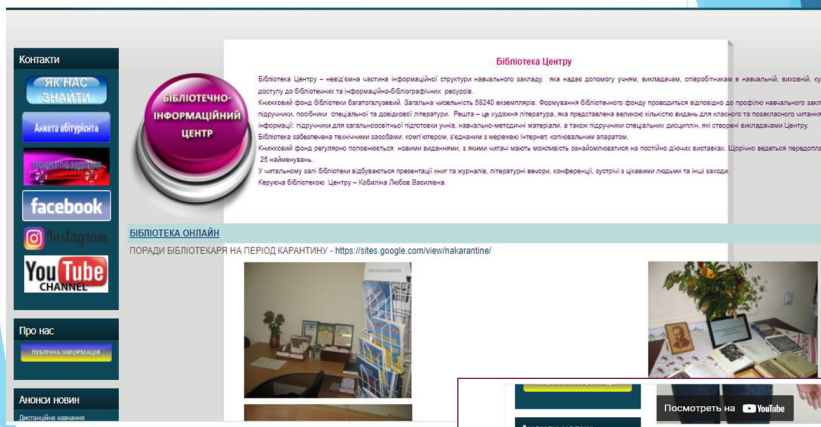 Контакти
ЯК НАС
ЗНАЙТИ
Анкета абітурієнта
facebook
Instagram
You Tube
CHANNEL
Про нас
ПУБЛІЧНА ІНФОРМАЦІЯ
Анонси новин
Дистанційне навчання
БІБЛІОТЕЧНО-
ІНФОРМАЦІЙНИЙ
ЦЕНТР
Бібліотека Центру
Бібліотека Центру – невід'ємна частина інформаційної структури навчального закладу, яка надає допомогу учням, викладачам, співробітникам в навчальній, виховній, ку
доступу до бібліотечних та інформаційно-бібліографічних ресурсів.
Книжковий фонд бібліотеки багатогалузевий. Загальна чисельність 58240 екземплярів. Формування бібліотечного фонду проводиться відповідно до профілю навчального закл
підручники, посібники спеціальної та довідкової літератури. Решта – це художня література, яка представлена великою кількістю видань для класного та позакласного читання
інформації: підручники для загальноосвітньої підготовки учнів, навчально-методичні матеріали, а також підручники спеціальних дисциплін, які створені викладачами Центру.
Бібліотека забезпечена технічними засобами: комп'ютером, з'єднаним з мережею Інтернет, копіювальним апаратом.
Книжковий фонд регулярно поповнюється новими виданнями, з якими читачі мають можливість ознайомлюватися на постійно діючих виставках. Щорічно ведеться передопла
25 найменувань.
У читальному залі бібліотеки відбуваються презентації книг та журналів, літературні вечори, конференції, зустрічі з цікавими людьми та інші заходи.
Керуюча бібліотекою Центру – Кобиліна Любов Василівна.
БІБЛІОТЕКА ОНЛАЙН
ПОРАДИ БІБЛІОТЕКАРЯ НА ПЕРІОД КАРАНТИНУ - https://sites.google.com/view/nakarantine/
Посмотреть на YouTube